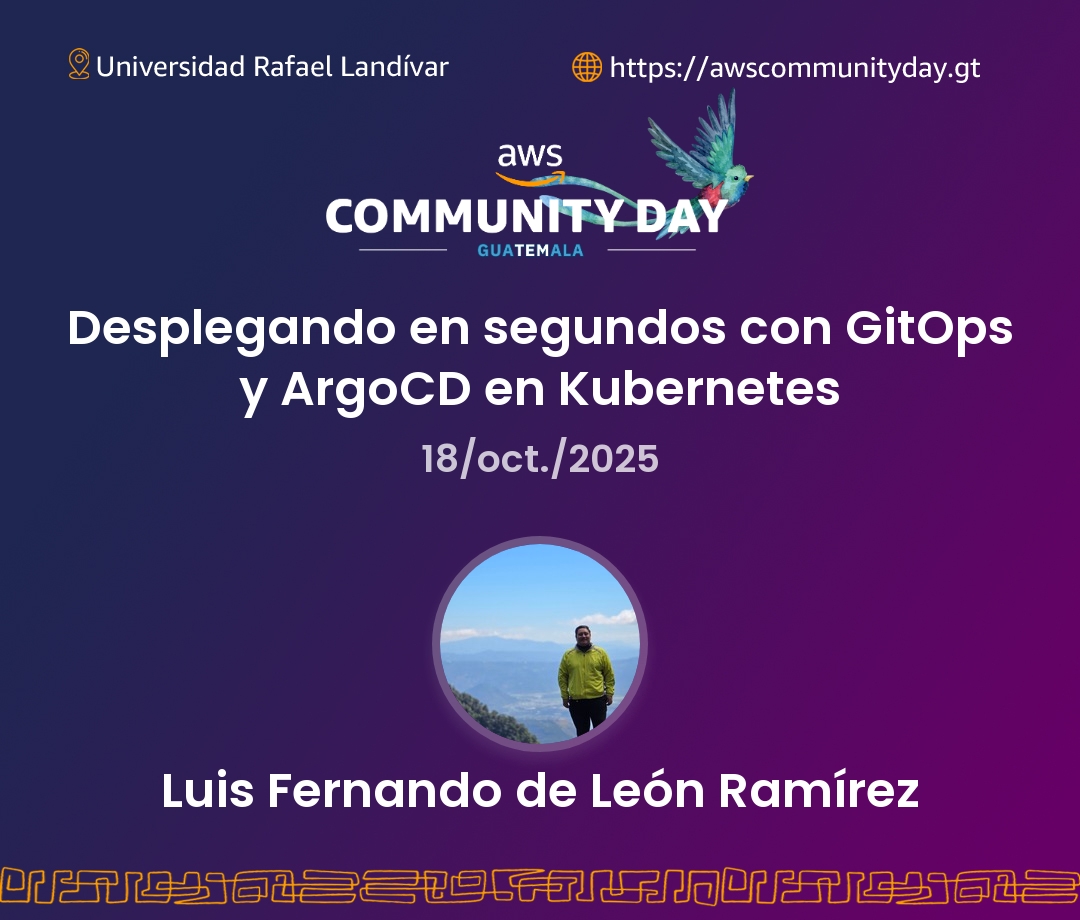 Universidad Rafael Landívar
https://awscommunityday.gt
aws
COMMUNITY DAY
GUATEMALA
Desplegando en segundos con GitOps
y ArgoCD en Kubernetes
18/oct./2025
Luis Fernando de León Ramírez